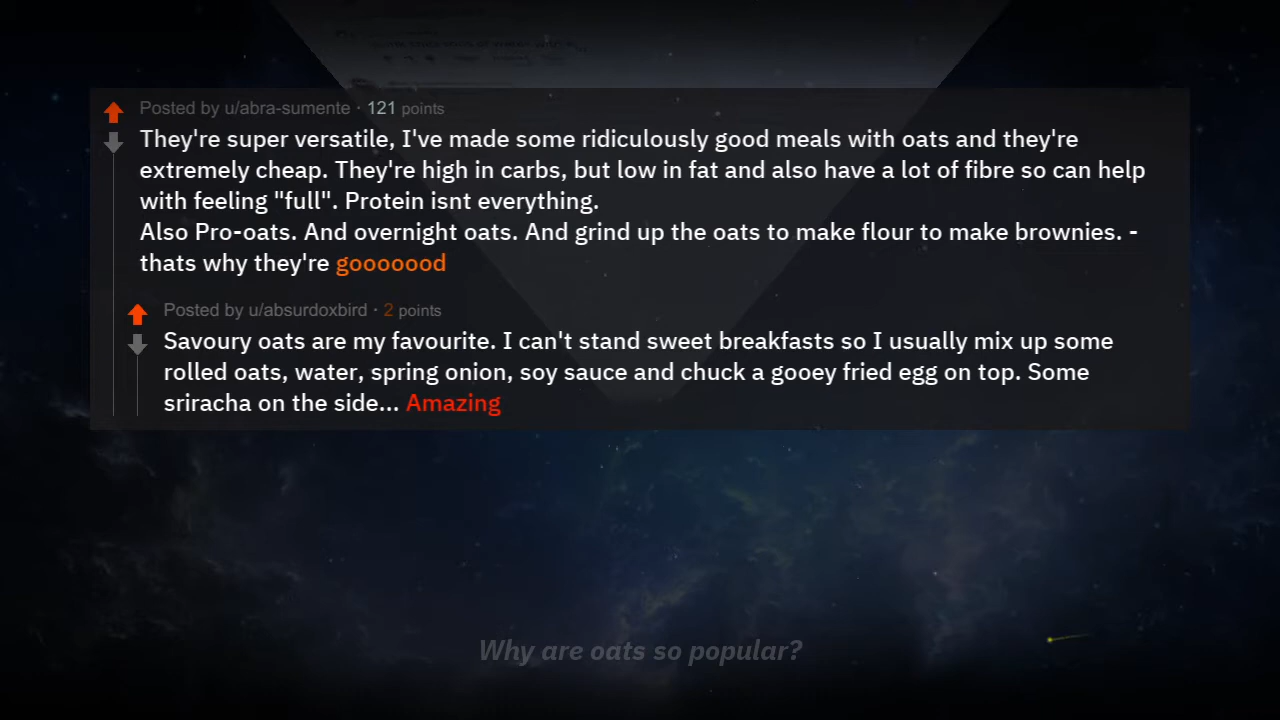 Posted by u/abra-sumente · 121 points
They're super versatile, I've made some ridiculously good meals with oats and they're
extremely cheap. They're high in carbs, but low in fat and also have a lot of fibre so can help
with feeling "full". Protein isnt everything.
Also Pro-oats. And overnight oats. And grind up the oats to make flour to make brownies. -
thats why they're gooooood
Posted by u/absurdoxbird · 2 points
Savoury oats are my favourite. I can't stand sweet breakfasts so I usually mix up some
rolled oats, water, spring onion, soy sauce and chuck a gooey fried egg on top. Some
sriracha on the side... Amazing
Why are oats so popular?